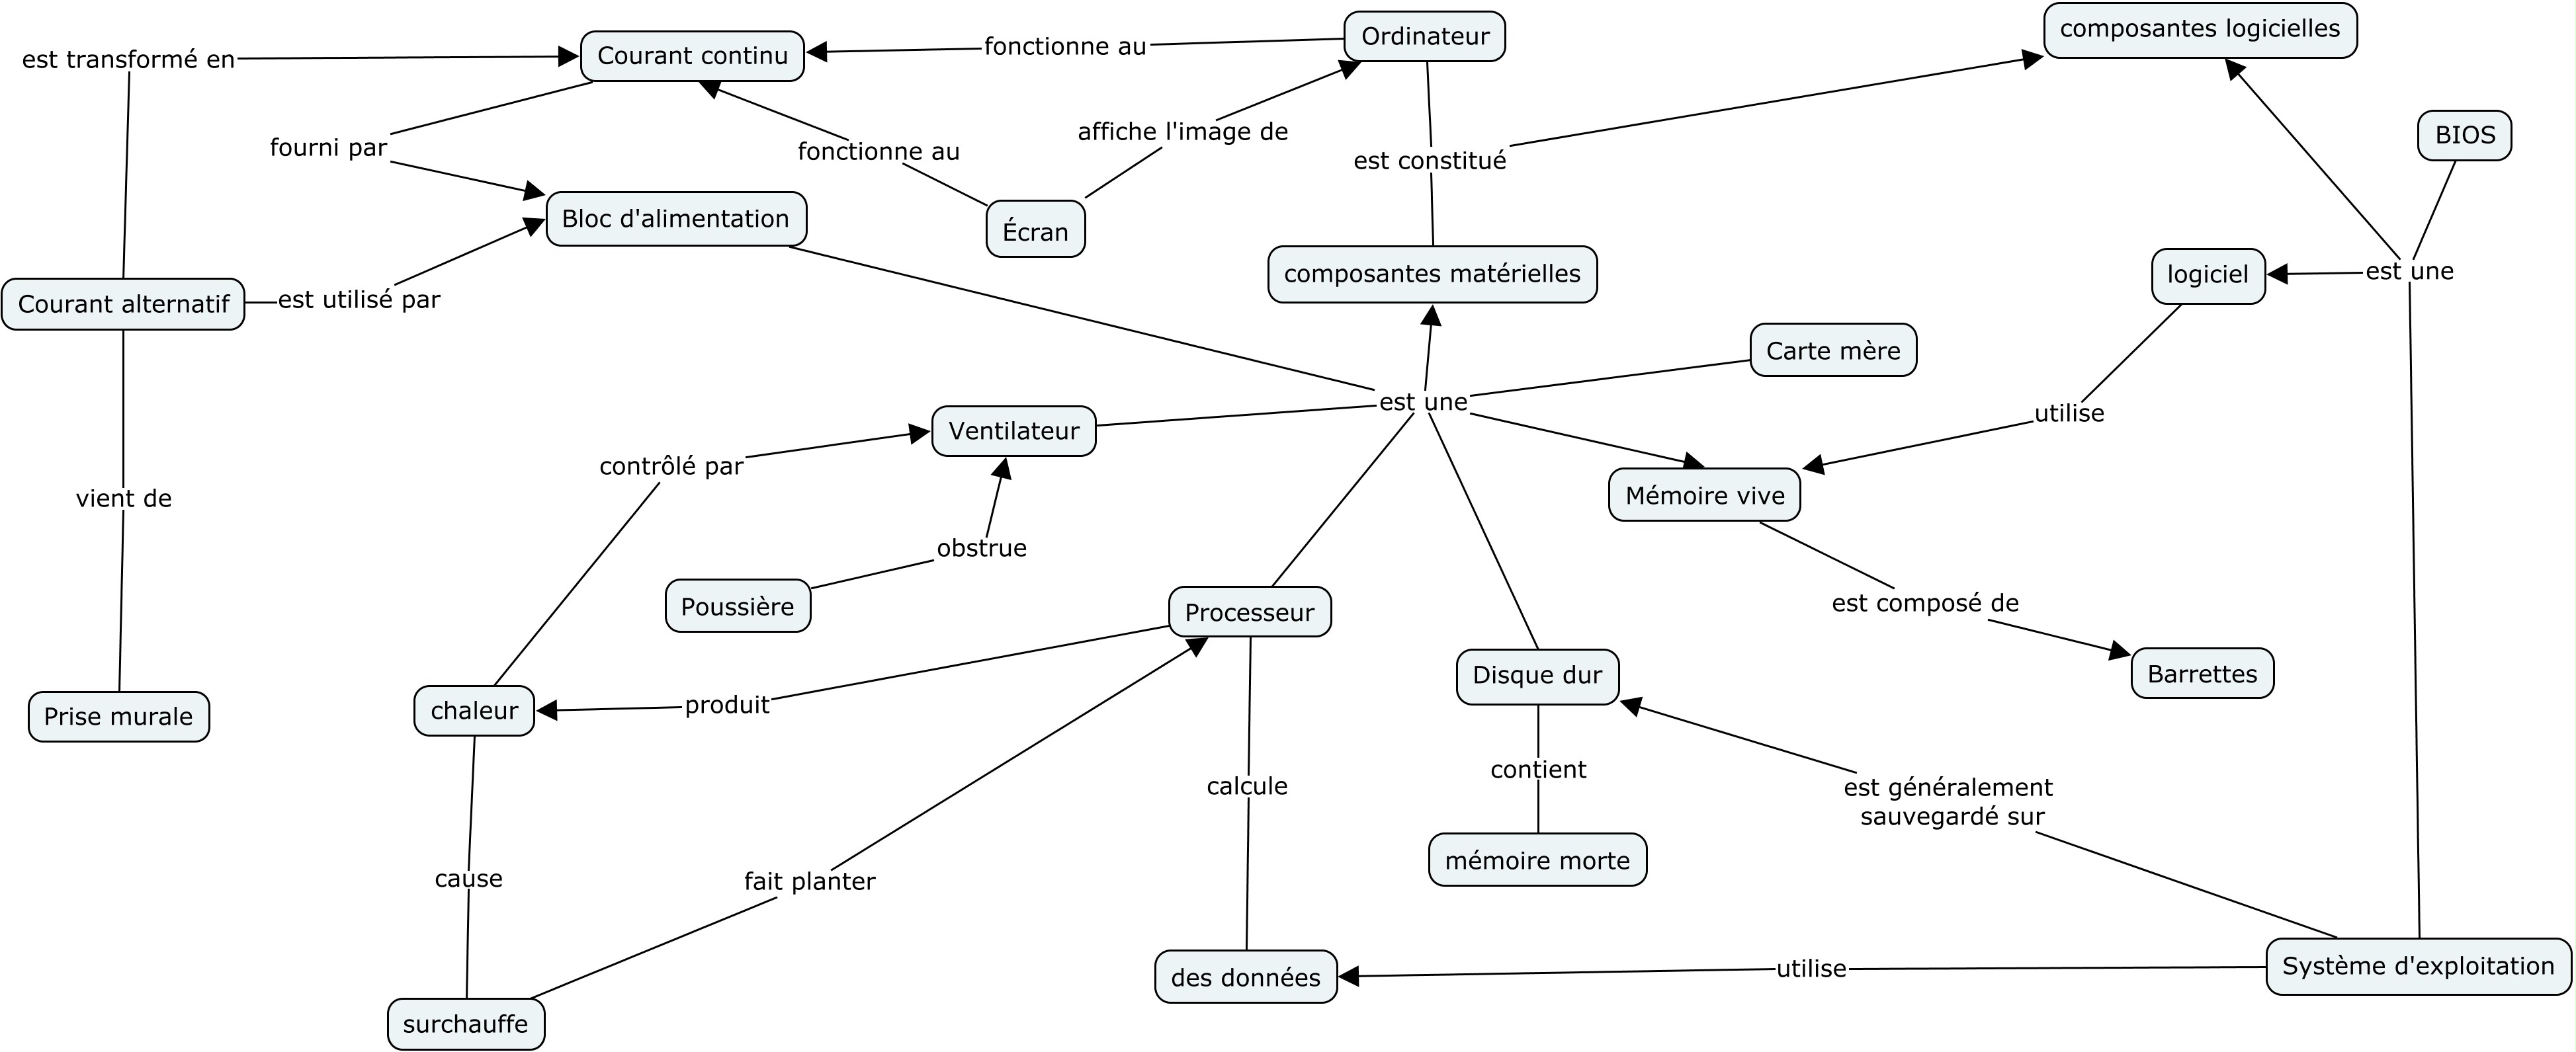 composantes logicielles
Ordinateur
fonctionne au
Courant continu
est transformé en
BIOS
affiche l'image de
fourni par
fonctionne au
est constitué
Bloc d'alimentation
Écran
composantes matérielles
logiciel
est une
Courant alternatif
est utilisé par
Carte mère
est une
utilise
Ventilateur
contrôlé par
vient de
Mémoire vive
obstrue
est composé de
Poussière
Processeur
Disque dur
Barrettes
Prise murale
chaleur
produit
contient
calcule
est généralement
sauvegardé sur
mémoire morte
cause
fait planter
des données
utilise
Système d'exploitation
surchauffe